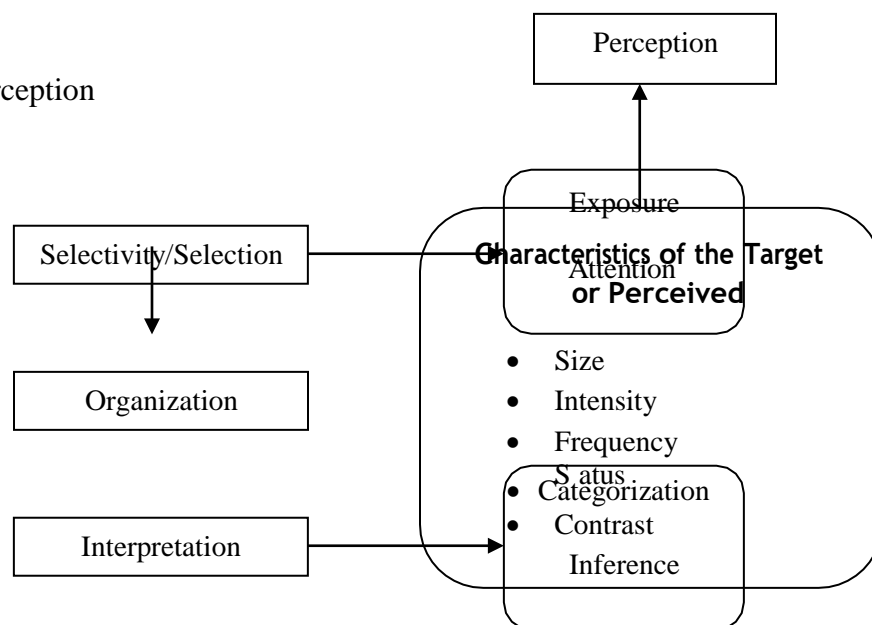 Perception
rception
Exposure
Selectivity/Selection
Characteristics of the Target
Attention
or Perceived
• Size
• Intensity
Organization
• Frequency
S atus
• Categorization
• Contrast
Interpretation
Inference